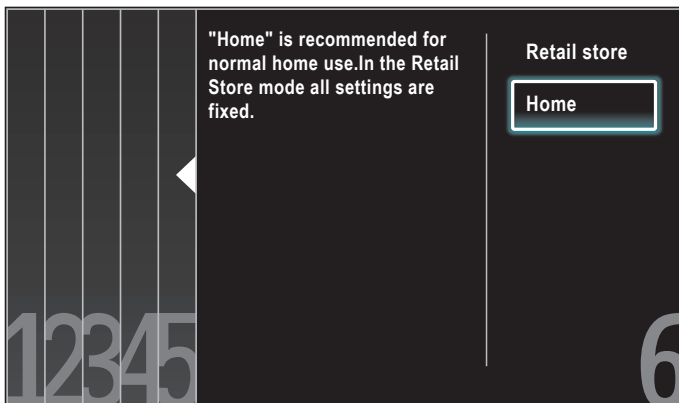 "Home" is recommended for
normal home use.In the Retail
Store mode all settings are
fixed.
Retail store
Home
12345
6